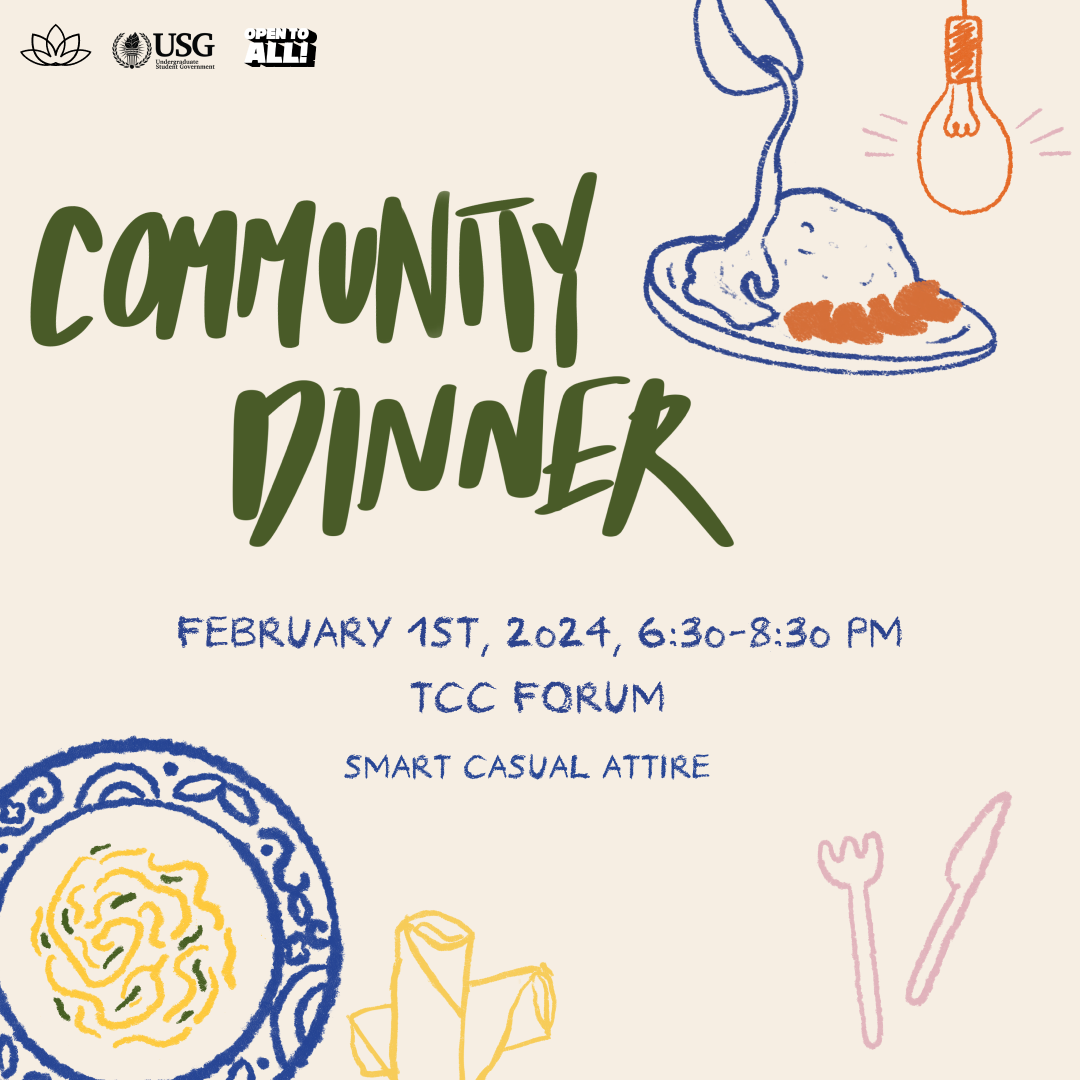 USG
Undergraduate
Student Government
OPEN TO
ALL!
COMMUNITY
DINNER
FEBRUARY 1ST, 2024, 6:30-8:30 PM
TCC FORUM
SMART CASUAL ATTIRE